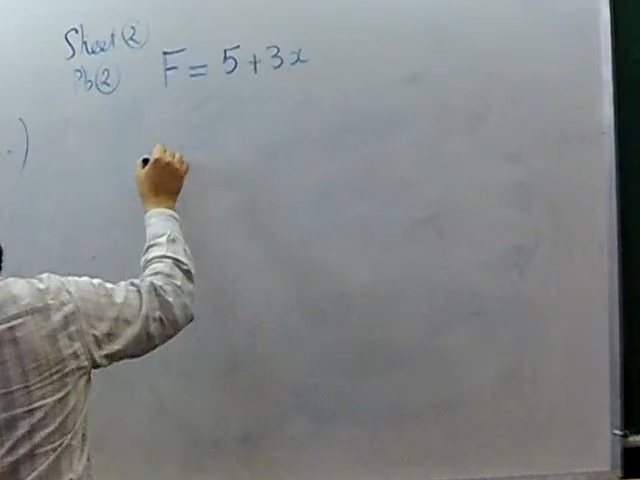 Sheet (2)
Pb (2) F = 5 + 3x
.)